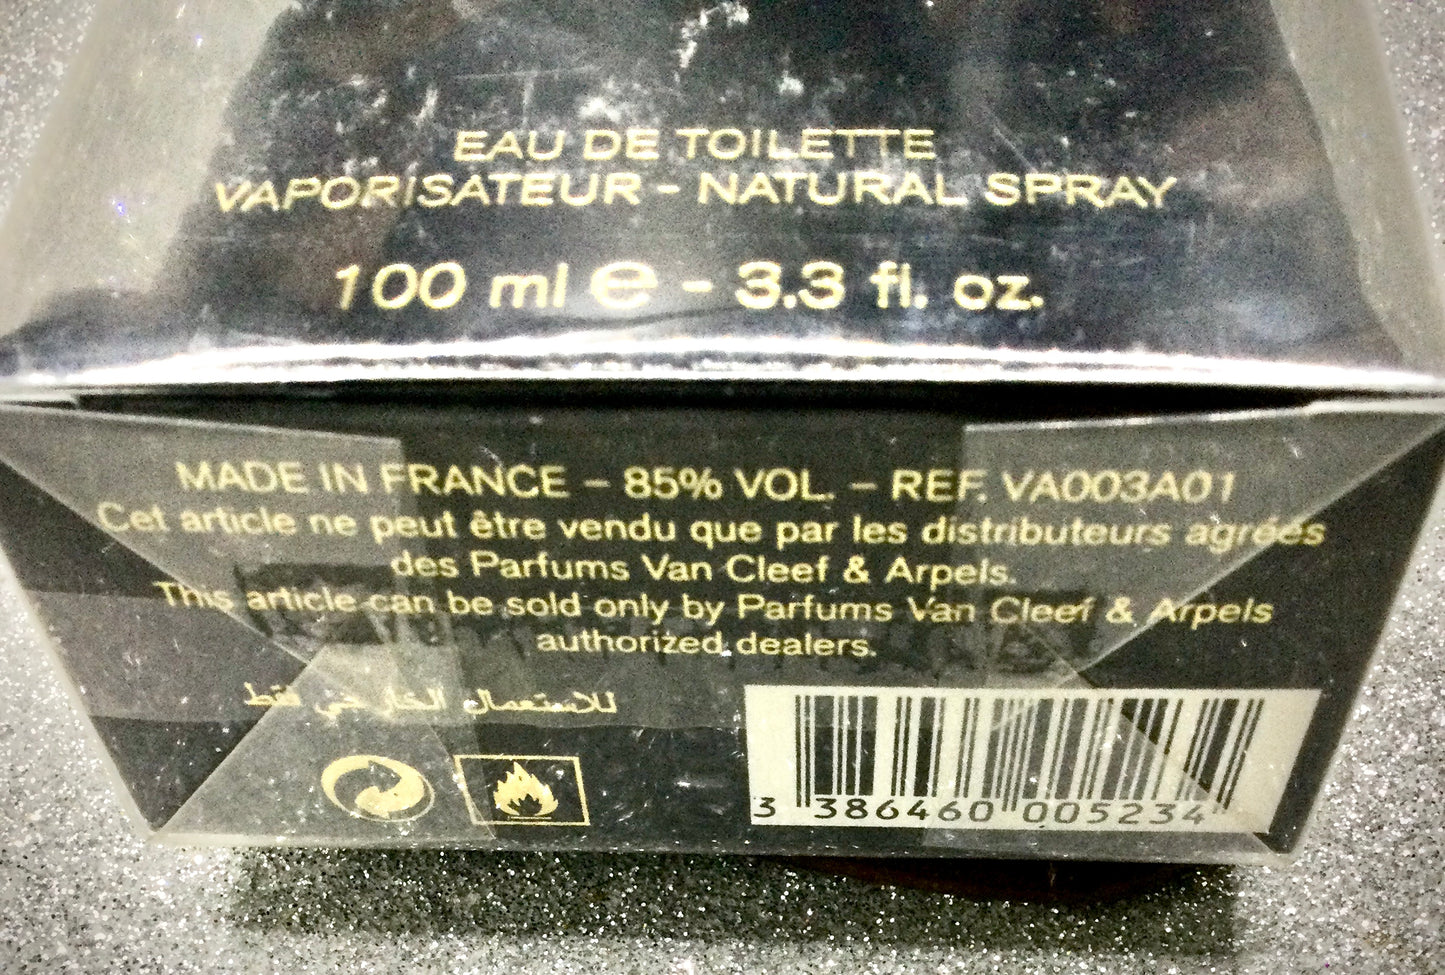 EAU DE TOILETTE
VAPORISATEUR - NATURAL SPRAY
100 ml e - 3.3 fl. oz.
MADE IN FRANCE - 85% VOL. - REF. VA003A01
Cet article ne peut être vendu que par les distributeurs agréés
des Parfums Van Cleef & Arpels.
This article can be sold only by Parfums Van Cleef & Arpels
authorized dealers.
للاستعمال الخارجي فقط
3 386460 005234